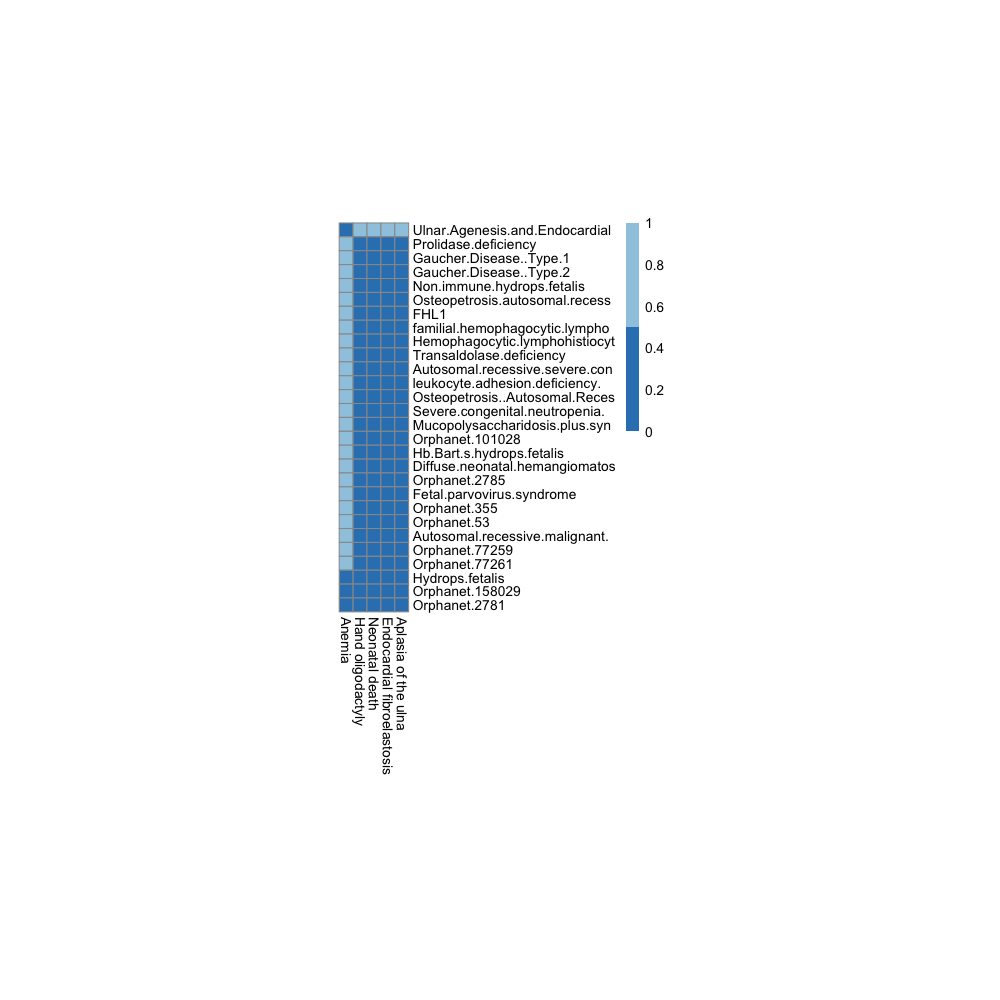 Ulnar.Agenesis.and.Endocardial
Prolidase.deficiency
Gaucher.Disease..Type.1
Gaucher.Disease..Type.2
Non.immune.hydrops.fetalis
Osteopetrosis.autosomal.recess
FHL1
familial.hemophagocytic.lympho
Hemophagocytic.lymphohistiocyt
Transaldolase.deficiency
Autosomal.recessive.severe.con
leukocyte.adhesion.deficiency.
Osteopetrosis..Autosomal.Reces
Severe.congenital.neutropenia.
Mucopolysaccharidosis.plus.syn
Orphanet.101028
Hb.Bart.s.hydrops.fetalis
Diffuse.neonatal.hemangiomatos
Orphanet.2785
Fetal.parvovirus.syndrome
Orphanet.355
Orphanet.53
Autosomal.recessive.malignant.
Orphanet.77259
Orphanet.77261
Hydrops.fetalis
Orphanet.158029
Orphanet.2781
Anemia
Hand oligodactyly
Neonatal death
Endocardial fibroelastosis
Aplasia of the ulna
1
0.8
0.6
0.4
0.2
0